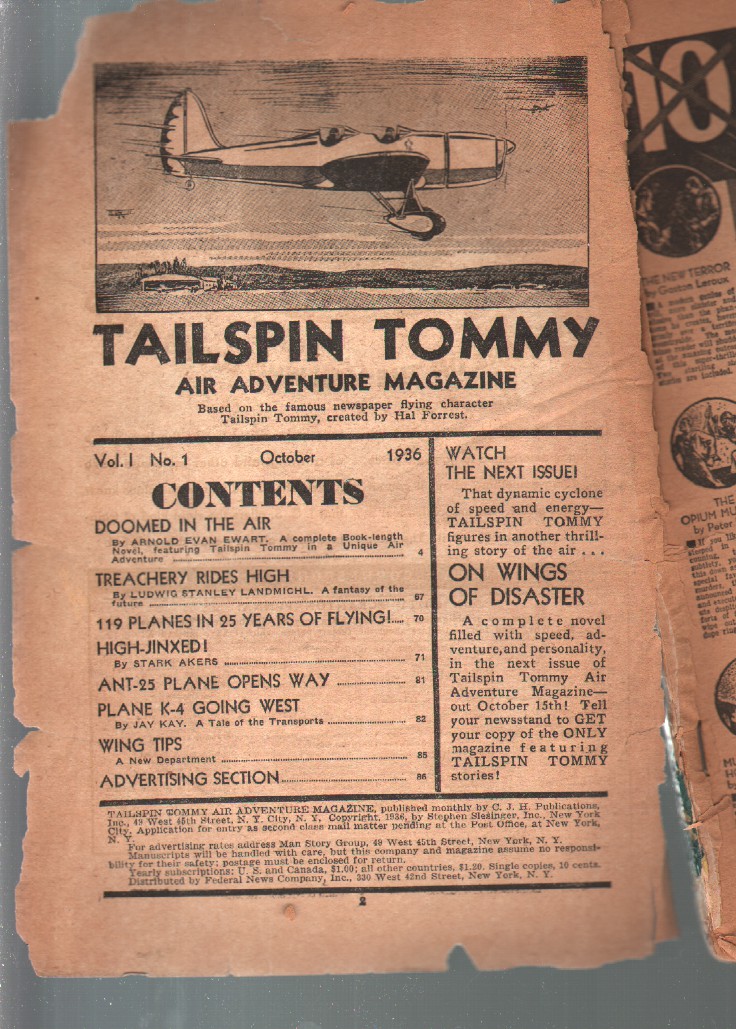 TAILSPIN TOMMY
AIR ADVENTURE MAGAZINE
Based on the famous newspaper flying character
Tailspin Tommy, created by Hal Forrest.
Vol. I No. 1 October 1936
CONTENTS
DOOMED IN THE AIR
By ARNOLD EVAN EWART. A complete Book-length
Novel, featuring Tailspin Tommy in a Unique Air
Adventure 4
TREACHERY RIDES HIGH
By LUDWIG STANLEY LANDMICHL. A fantasy of the
future 67
119 PLANES IN 25 YEARS OF FLYING!.... 70
HIGH-JINXED!
By STARK AKERS 71
ANT-25 PLANE OPENS WAY 81
PLANE K-4 GOING WEST
By JAY KAY. A Tale of the Transports 82
WING TIPS
A New Department 85
ADVERTISING SECTION 86
WATCH
THE NEXT ISSUE!
That dynamic cyclone
of speed and energy—
TAILSPIN TOMMY
figures in another thrill-
ing story of the air . . .
ON WINGS
OF DISASTER
A complete novel
filled with speed, ad-
venture, and personality,
in the next issue of
Tailspin Tommy Air
Adventure Magazine—
out October 15th! Tell
your newsstand to GET
your copy of the ONLY
magazine featuring
TAILSPIN TOMMY
stories!
TAILSPIN TOMMY AIR ADVENTURE MAGAZINE, published monthly by C. J. H. Publications,
Inc., 49 West 45th Street, N. Y. City, N. Y. Copyright, 1936, by Stephen Slesinger, Inc., New York
City. Application for entry as second class mail matter pending at the Post Office, at New York,
N. Y.
For advertising rates address Man Story Group, 49 West 45th Street, New York, N. Y.
Manuscripts will be handled with care, but this company and magazine assume no responsi-
bility for their safety; postage must be enclosed for return.
Yearly subscriptions: U. S. and Canada, $1.00; all other countries, $1.20. Single copies, 10 cents.
Distributed by Federal News Company, Inc., 330 West 42nd Street, New York, N. Y.
2
10
THE NEW TERROR
by Gaston Leroux
THE
OPIUM MU
by Peter
If you like